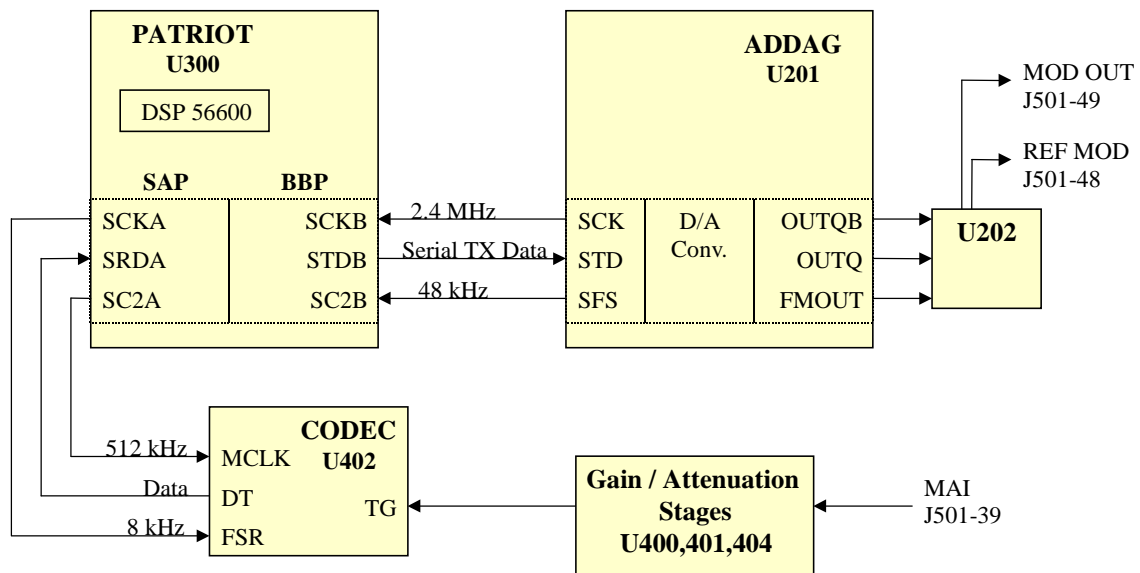 PATRIOT
U300
DSP 56600
SAP
BBP
SCKA
SRDA
SC2A
SCKB
STDB
SC2B
2.4 MHz
Serial TX Data
48 kHz
ADDAG
U201
SCK
STD
SFS
D/A
Conv.
OUTQB
OUTQ
FMOUT
U202
MOD OUT
J501-49
REF MOD
J501-48
512 kHz
Data
8 kHz
CODEC
U402
MCLK
DT
FSR
TG
Gain / Attenuation
Stages
U400,401,404
MAI
J501-39